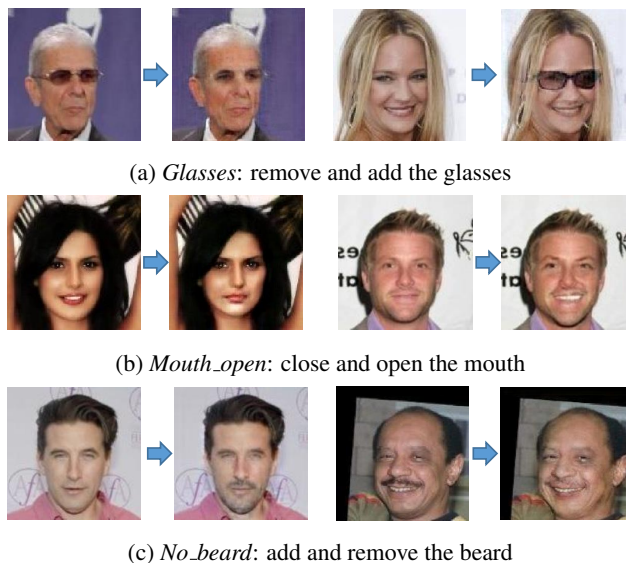 (a) Glasses: remove and add the glasses
(b) Mouth_open: close and open the mouth
(c) No_beard: add and remove the beard